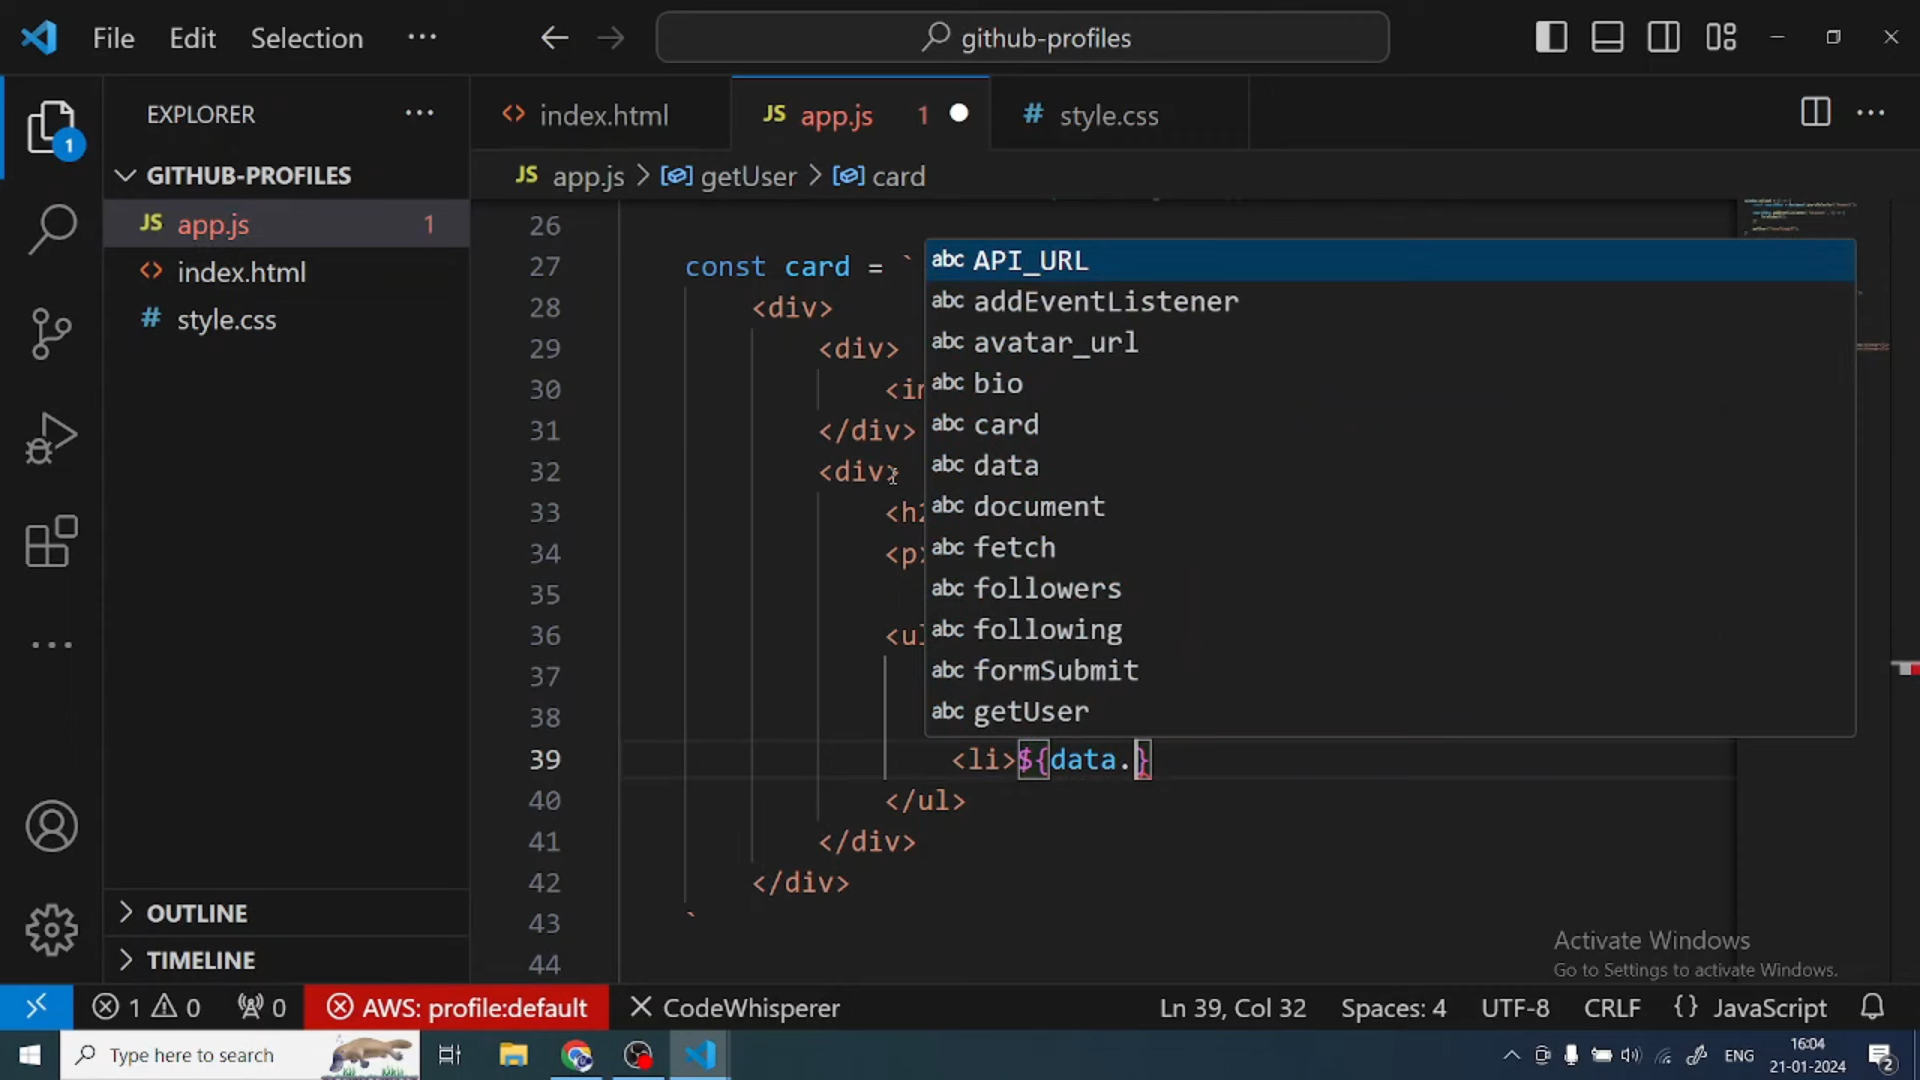 File Edit Selection ··· github-profiles
EXPLORER ···
index.html
JS app.js 1
# style.css
GITHUB-PROFILES
JS app.js > getUser > card
JS app.js 1
index.html
# style.css
1
26
27 const card = `
28 <div>
29 <div>
30 <in
31 </div>
32 <div>
33 <h2
34 <p>
35
36 <ul
37
38
39 <li>${data.}
40 </ul>
41 </div>
42 </div>
43 `
44
abc API_URL
abc addEventListener
abc avatar_url
abc bio
abc card
abc data
abc document
abc fetch
abc followers
abc following
abc formSubmit
abc getUser
OUTLINE
TIMELINE
Activate Windows
Go to Settings to activate Windows.
1 0 0 AWS: profile:default CodeWhisperer Ln 39, Col 32 Spaces: 4 UTF-8 CRLF {} JavaScript
Type here to search
ENG
16:04
21-01-2024
2